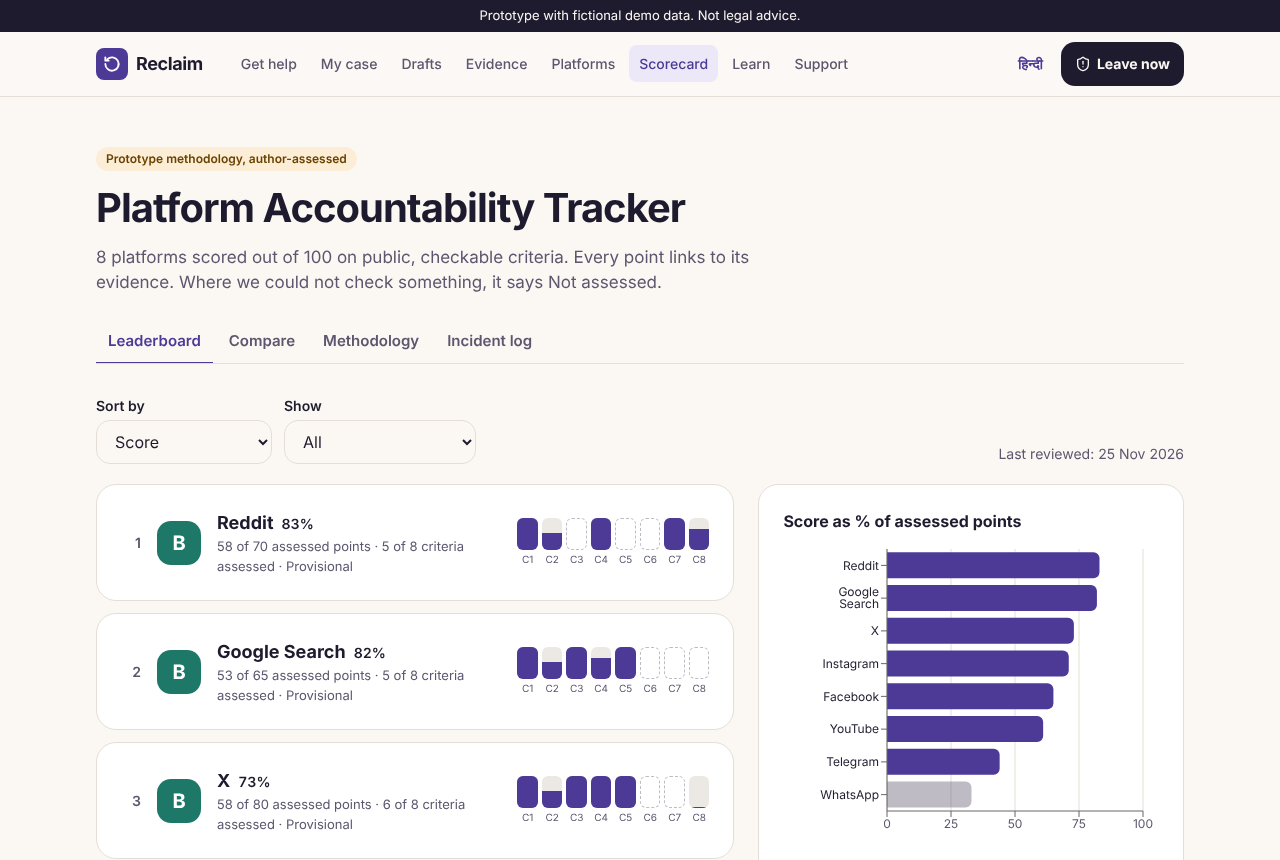 Prototype with fictional demo data. Not legal advice.
Reclaim
Get help
My case
Drafts
Evidence
Platforms
Scorecard
Learn
Support
हिन्दी
Leave now
Prototype methodology, author-assessed
Platform Accountability Tracker
8 platforms scored out of 100 on public, checkable criteria. Every point links to its
evidence. Where we could not check something, it says Not assessed.
Leaderboard
Compare
Methodology
Incident log
Sort by
Show
Score
All
Last reviewed: 25 Nov 2026
1
B
Reddit 83%
58 of 70 assessed points · 5 of 8 criteria
assessed · Provisional
C1 C2 C3 C4 C5 C6 C7 C8
2
B
Google Search 82%
53 of 65 assessed points · 5 of 8 criteria
assessed · Provisional
C1 C2 C3 C4 C5 C6 C7 C8
3
B
X 73%
58 of 80 assessed points · 6 of 8 criteria
assessed · Provisional
C1 C2 C3 C4 C5 C6 C7 C8
Score as % of assessed points
Reddit
Google
Search
X
Instagram
Facebook
YouTube
Telegram
WhatsApp
0 25 50 75 100